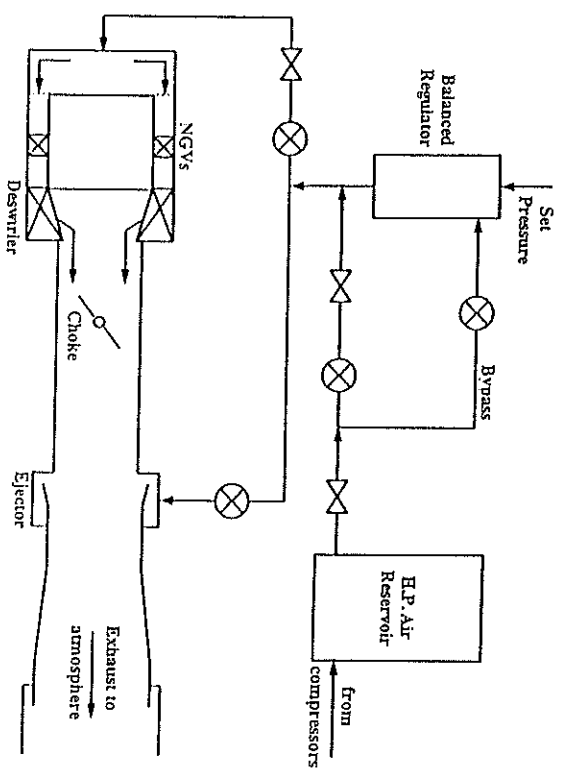 Balanced
Regulator
Set
Pressure
Bypass
H.P. Air
Reservoir
from
compressors
NGVs
Deswirler
Choke
Ejector
Exhaust to
atmosphere